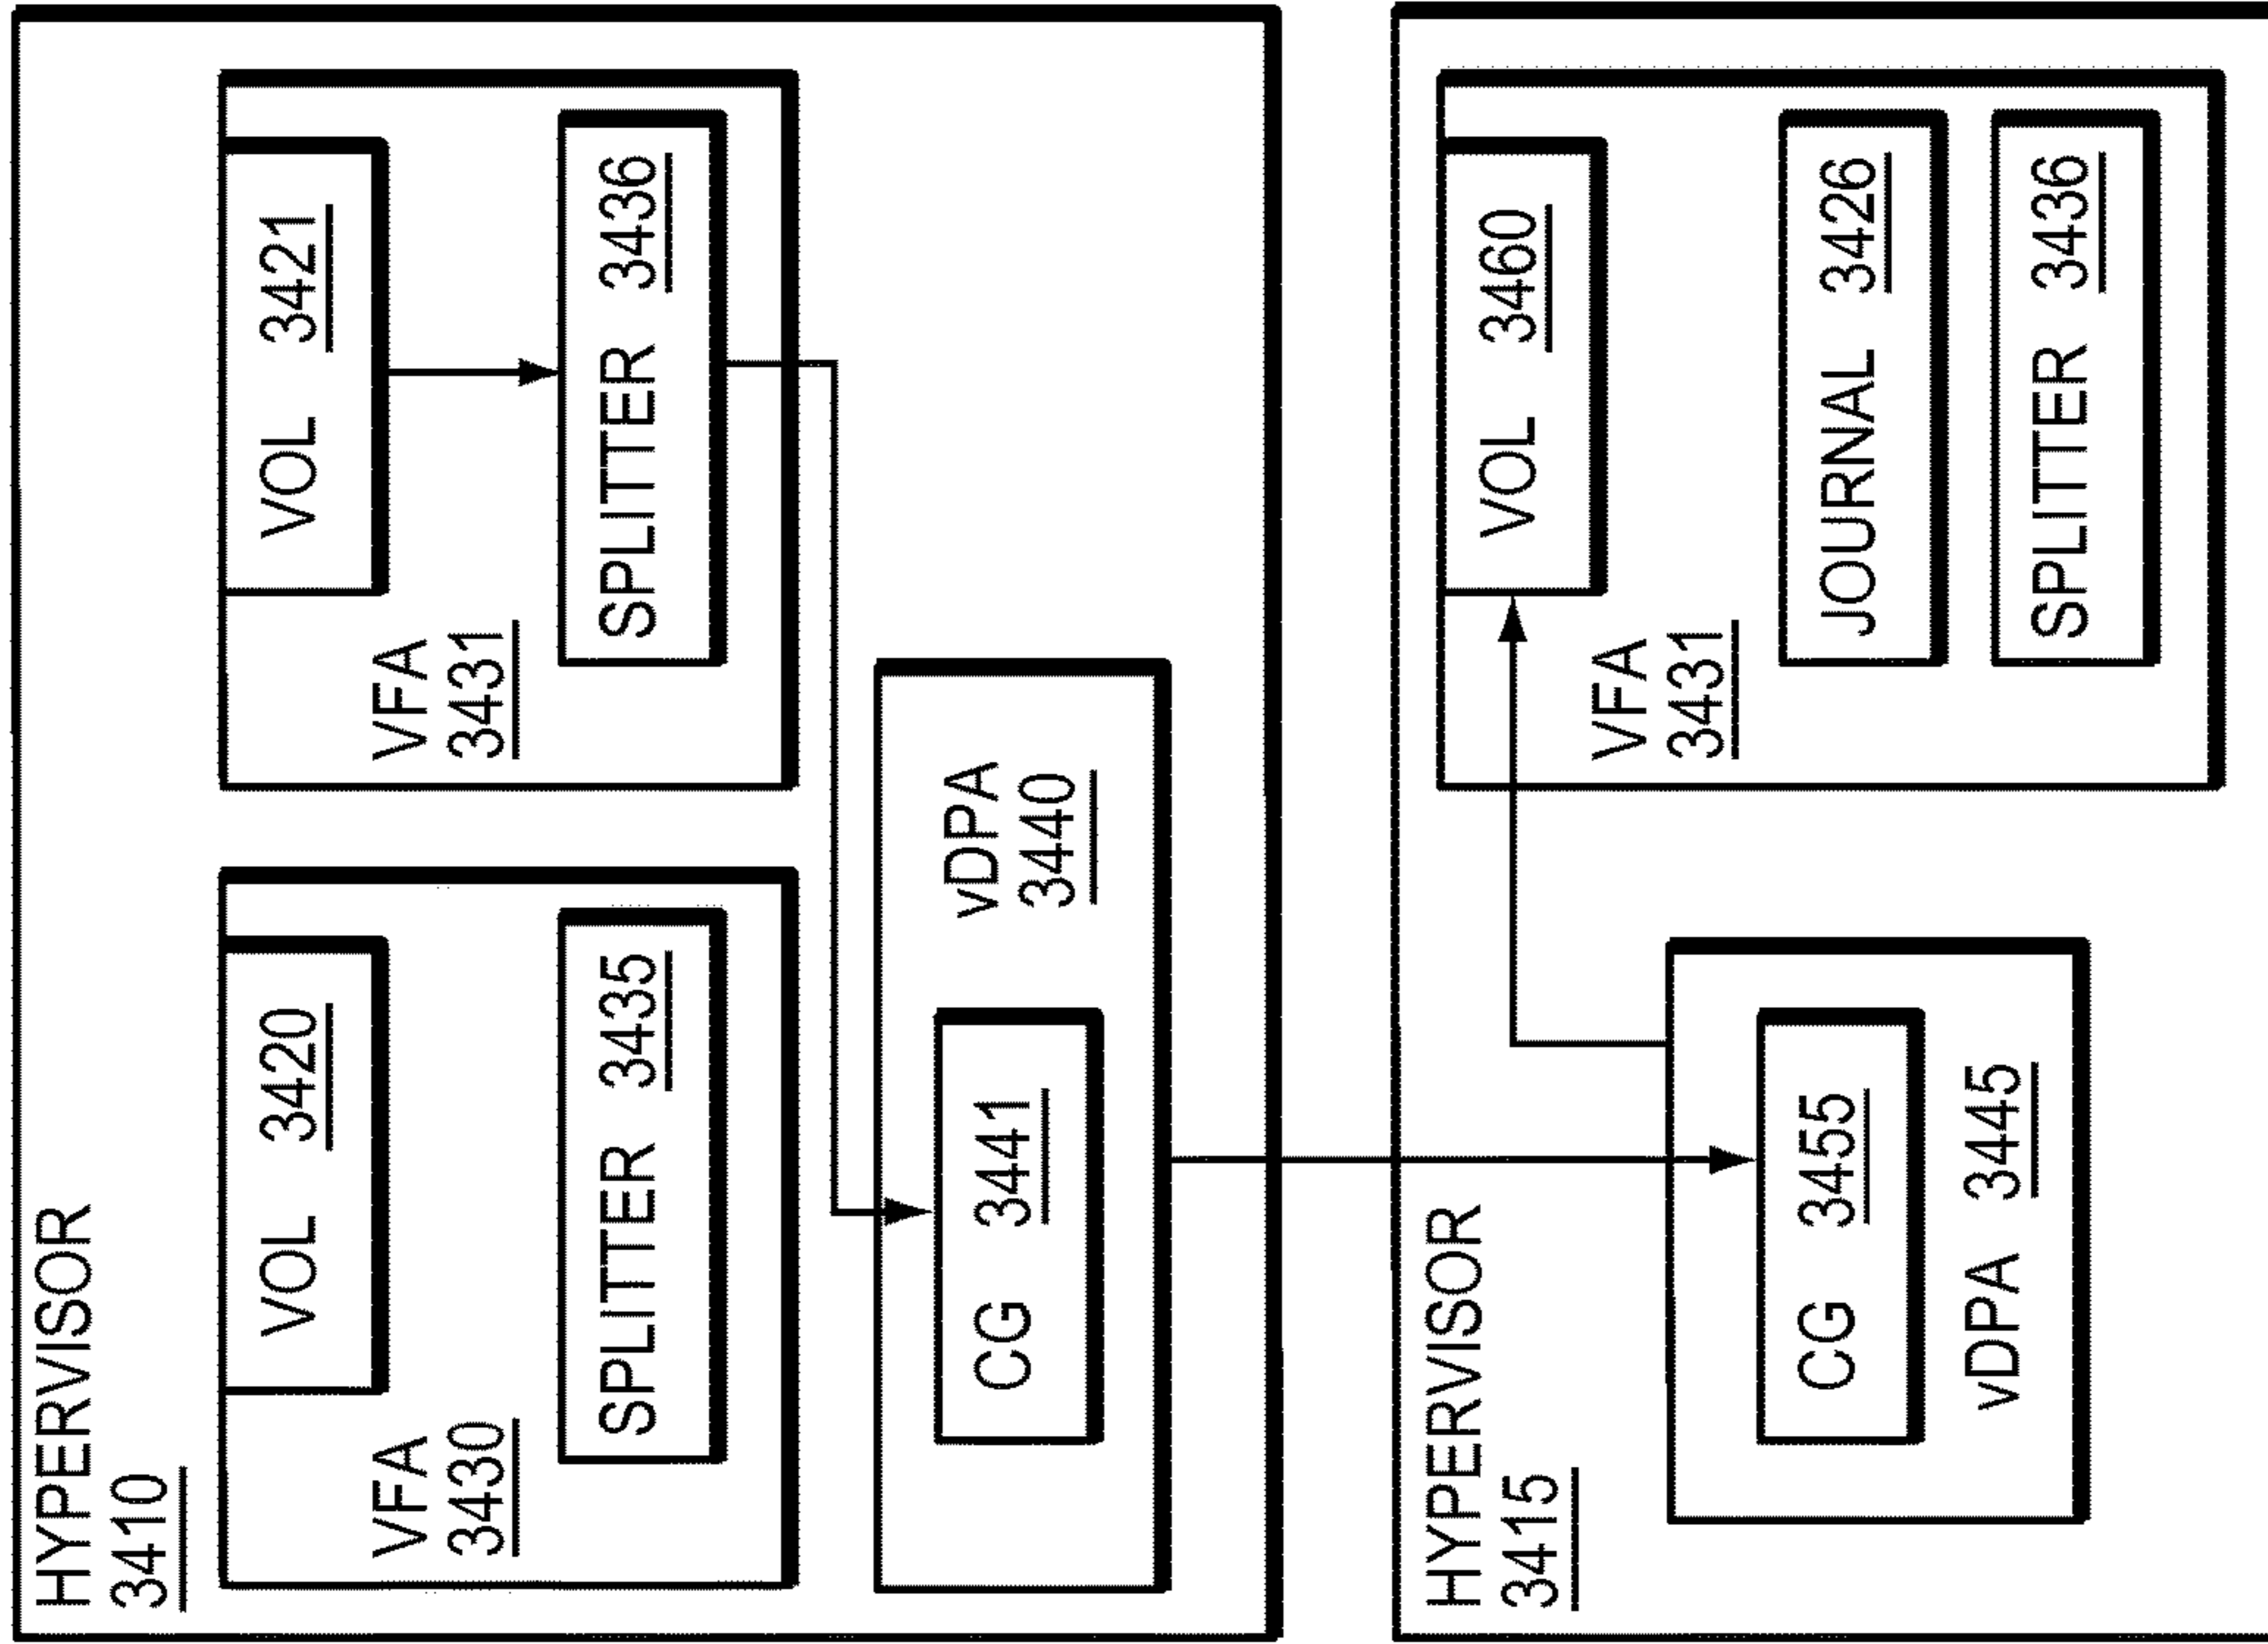 HYPERVISOR
3410
VOL 3420
VFA
3430
SPLITTER 3435
VOL 3421
VFA
3431
SPLITTER 3436
CG 3441
vDPA
3440
HYPERVISOR
3415
CG 3455
vDPA 3445
VOL 3460
VFA
3431
JOURNAL 3426
SPLITTER 3436